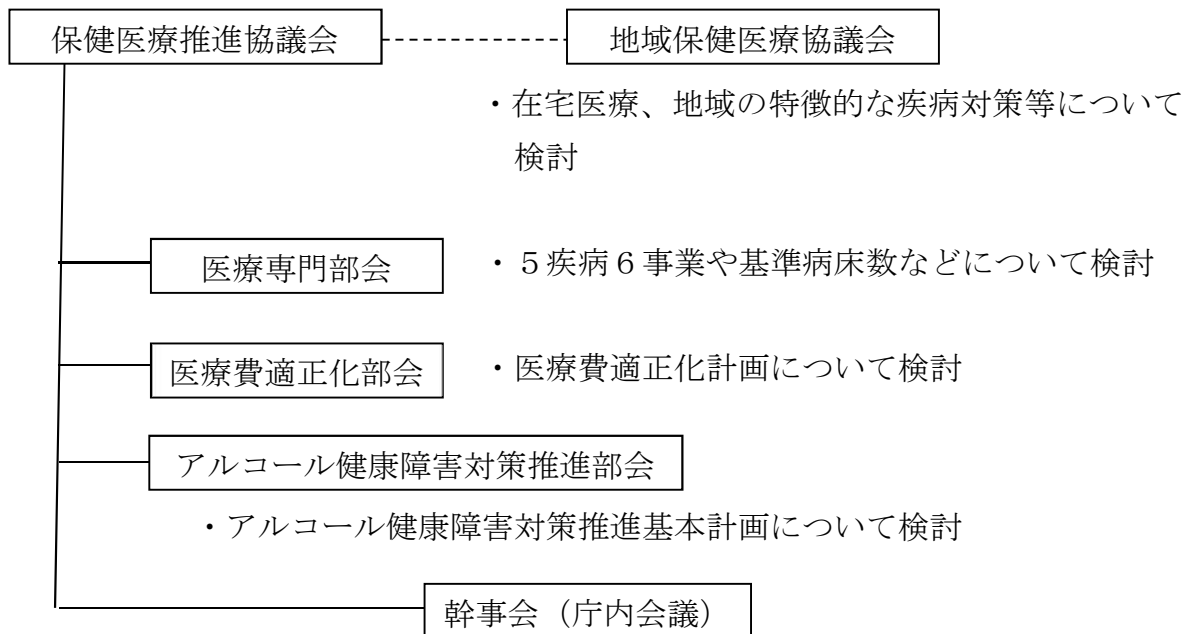 保健医療推進協議会
地域保健医療協議会
・在宅医療、地域の特徴的な疾病対策等について
検討
医療専門部会
・５疾病６事業や基準病床数などについて検討
医療費適正化部会
・医療費適正化計画について検討
アルコール健康障害対策推進部会
・アルコール健康障害対策推進基本計画について検討
幹事会（庁内会議）